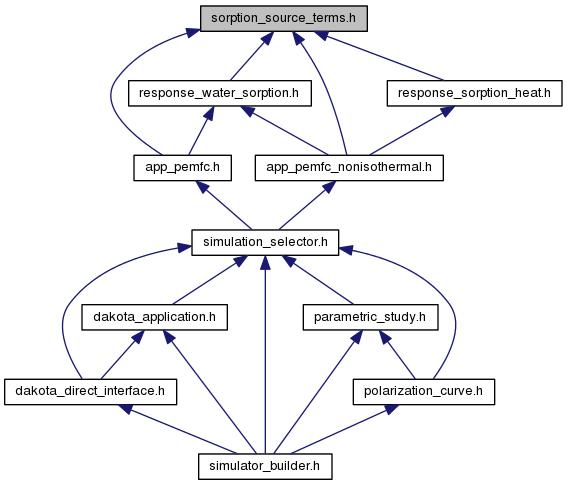 sorption_source_terms.h
response_water_sorption.h
response_sorption_heat.h
app_pemfc.h
app_pemfc_nonisothermal.h
simulation_selector.h
dakota_application.h
parametric_study.h
dakota_direct_interface.h
polarization_curve.h
simulator_builder.h